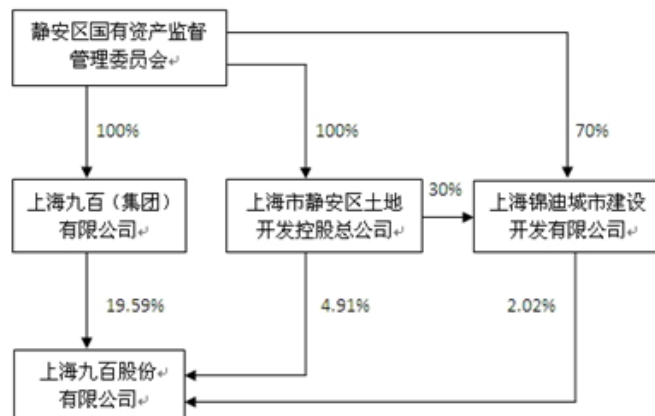 静安区国有资产监督
管理委员会
100%
100%
70%
上海九百（集团）
有限公司
上海市静安区土地
开发控股总公司
30%
上海锦迪城市建设
开发有限公司
19.59%
4.91%
2.02%
上海九百股份
有限公司